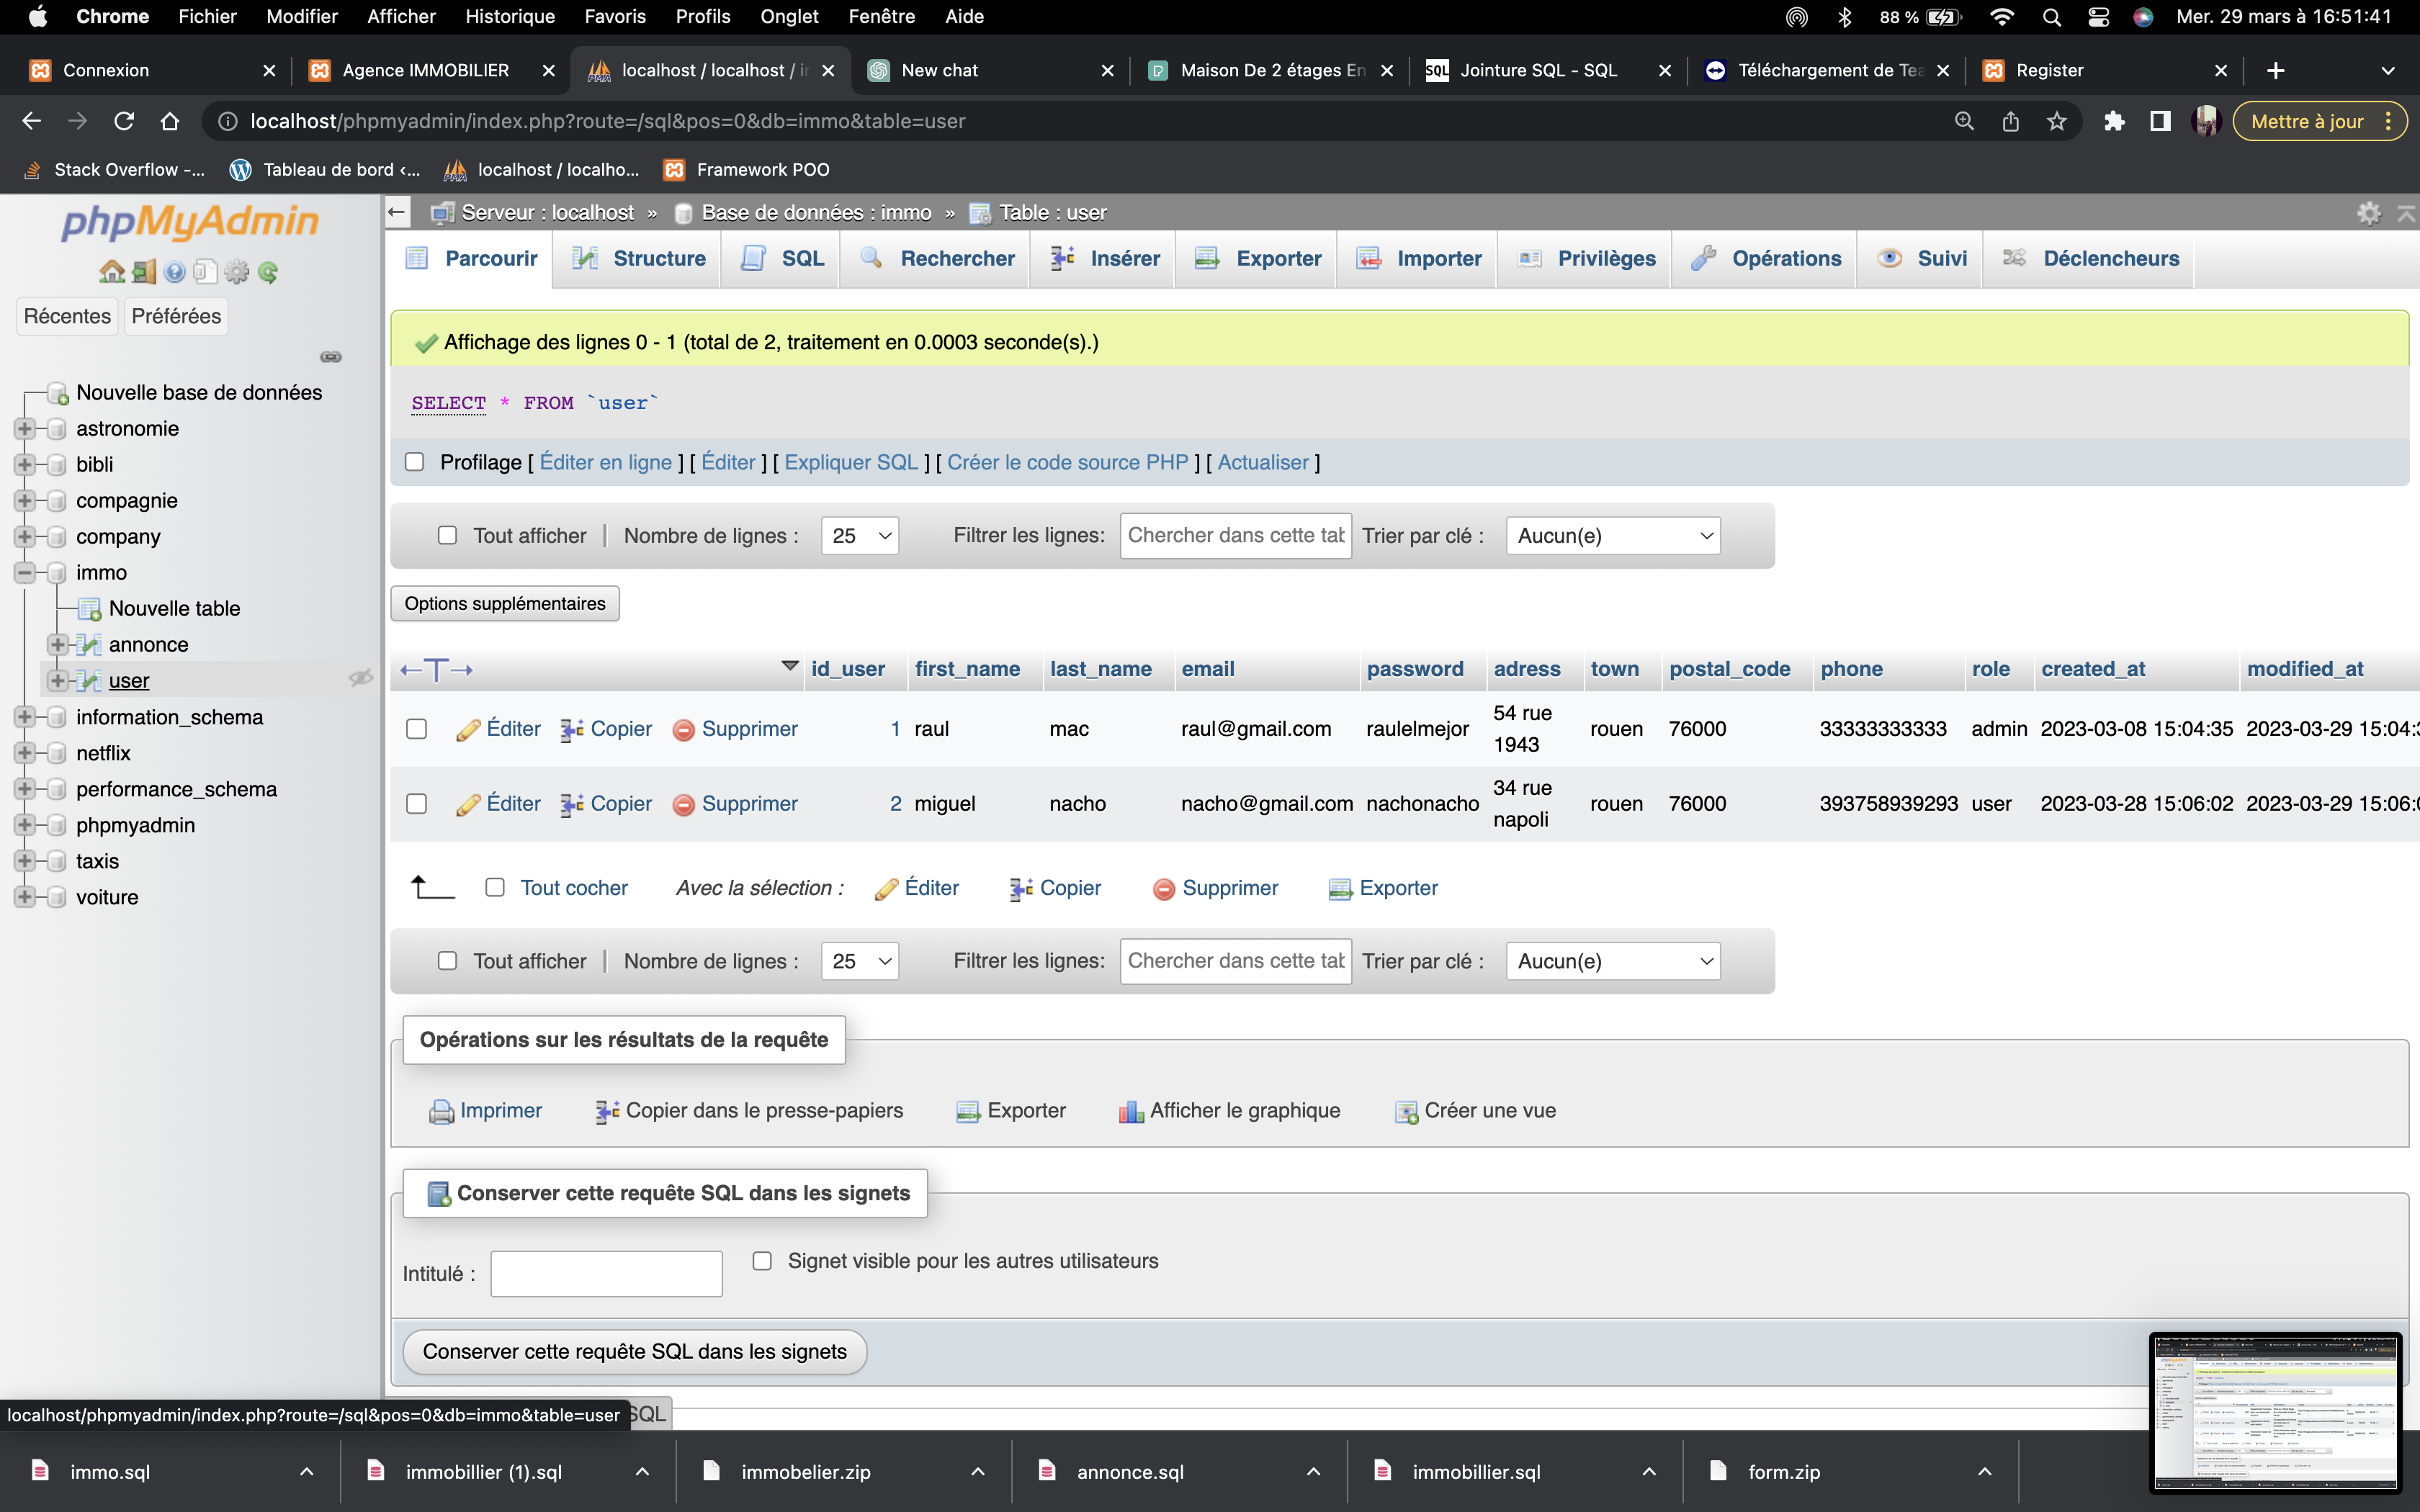 Chrome Fichier Modifier Afficher Historique Favoris Profils Onglet Fenêtre Aide 88 % Mer. 29 mars à 16:51:41
Connexion Agence IMMOBILIER localhost / localhost / New chat Maison De 2 étages En Jointure SQL - SQL Téléchargement de Tea Register
localhost/phpmyadmin/index.php?route=/sql&pos=0&db=immo&table=user Mettre à jour
Stack Overflow -... Tableau de bord <... localhost / localho... Framework POO
phpMyAdmin
Récentes Préférées
Nouvelle base de données
astronomie
bibli
compagnie
company
immo
Nouvelle table
annonce
user
information_schema
netflix
performance_schema
phpmyadmin
taxis
voiture
Serveur : localhost » Base de données : immo » Table : user
Parcourir Structure SQL Rechercher Insérer Exporter Importer Privilèges Opérations Suivi Déclencheurs
Affichage des lignes 0 - 1 (total de 2, traitement en 0.0003 seconde(s).)
SELECT * FROM `user`
Profilage [ Éditer en ligne ] [ Éditer ] [ Expliquer SQL ] [ Créer le code source PHP ] [ Actualiser ]
Tout afficher | Nombre de lignes : 25 Filtrer les lignes: Chercher dans cette tab Trier par clé : Aucun(e)
Options supplémentaires
←T→ id_user first_name last_name email password adress town postal_code phone role created_at modified_at
Éditer Copier Supprimer 1 raul mac raul@gmail.com raulelmejor 54 rue 1943 rouen 76000 33333333333 admin 2023-03-08 15:04:35 2023-03-29 15:04:
Éditer Copier Supprimer 2 miguel nacho nacho@gmail.com nachonacho 34 rue napoli rouen 76000 393758939293 user 2023-03-28 15:06:02 2023-03-29 15:06:
Tout cocher Avec la sélection : Éditer Copier Supprimer Exporter
Tout afficher | Nombre de lignes : 25 Filtrer les lignes: Chercher dans cette tab Trier par clé : Aucun(e)
Opérations sur les résultats de la requête
Imprimer Copier dans le presse-papiers Exporter Afficher le graphique Créer une vue
Conserver cette requête SQL dans les signets
Intitulé : Signet visible pour les autres utilisateurs
Conserver cette requête SQL dans les signets
localhost/phpmyadmin/index.php?route=/sql&pos=0&db=immo&table=user SQL
immo.sql immobillier (1).sql immobelier.zip annonce.sql immobillier.sql form.zip